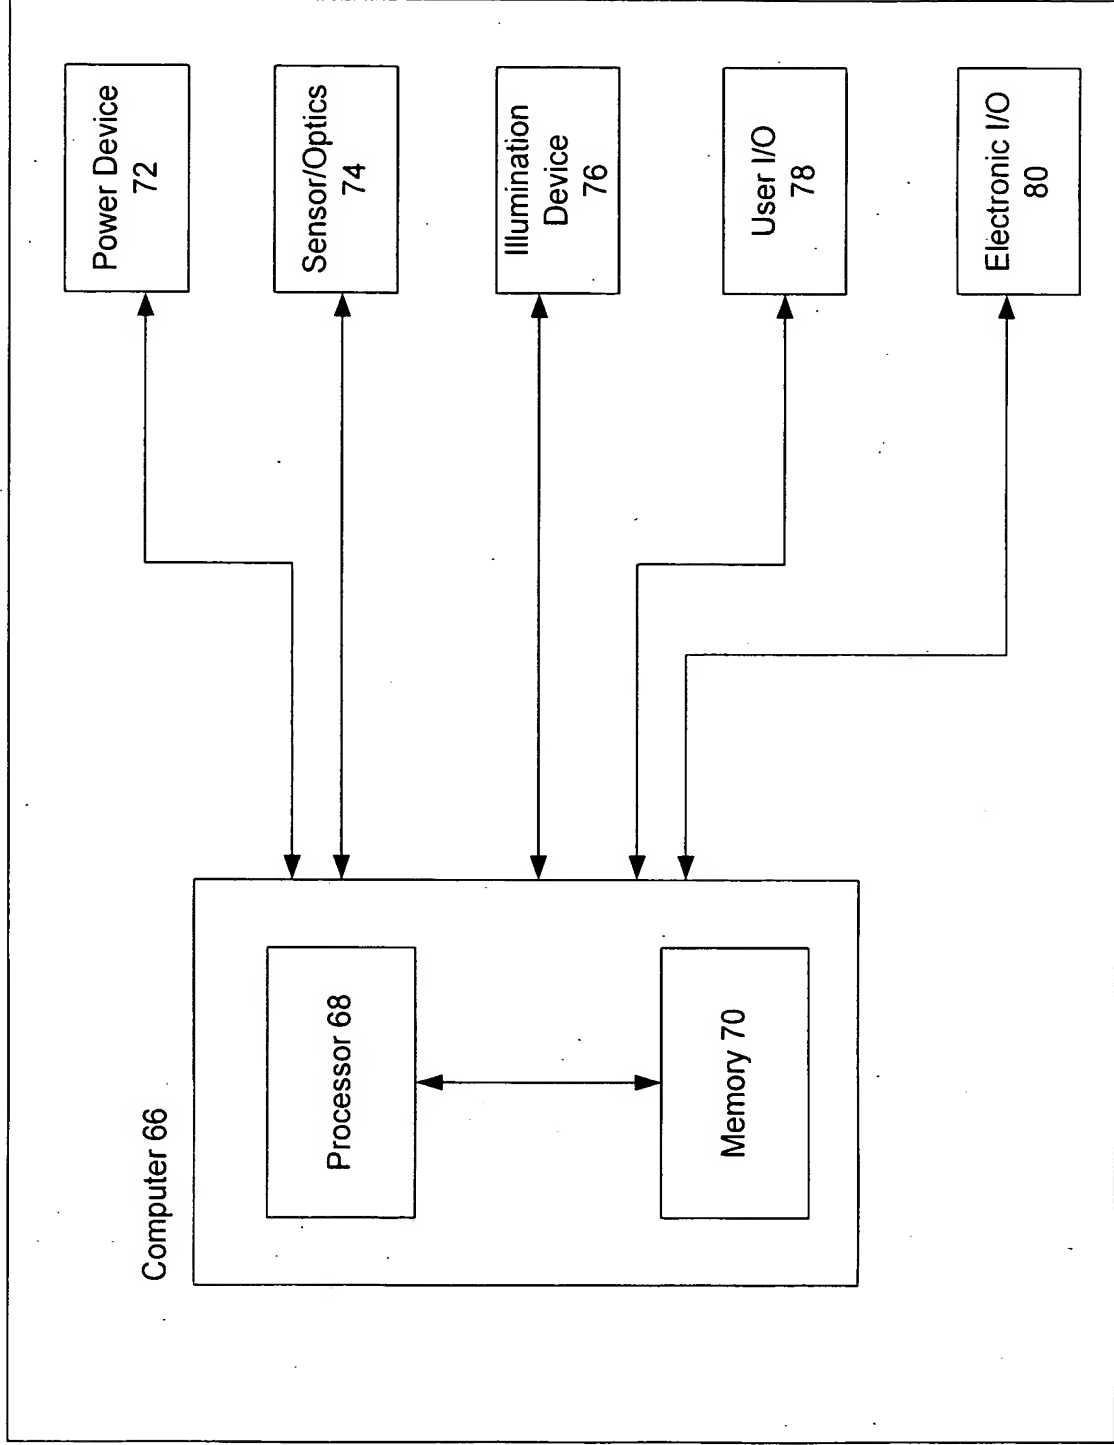 Computer 66
Processor 68
Memory 70
Power Device
72
Sensor/Optics
74
Illumination
Device
76
User I/O
78
Electronic I/O
80